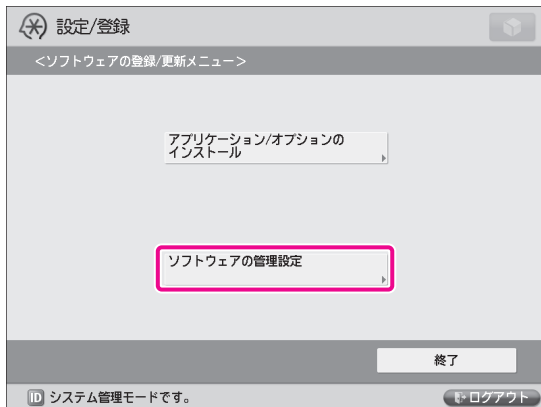 設定/登録
<ソフトウェアの登録/更新メニュー>
アプリケーション/オプションの
インストール
ソフトウェアの管理設定
終了
ID システム管理モードです。
ログアウト